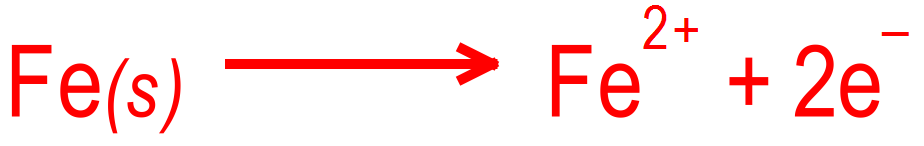 Fe(s) ⟶ Fe²⁺ + 2e⁻